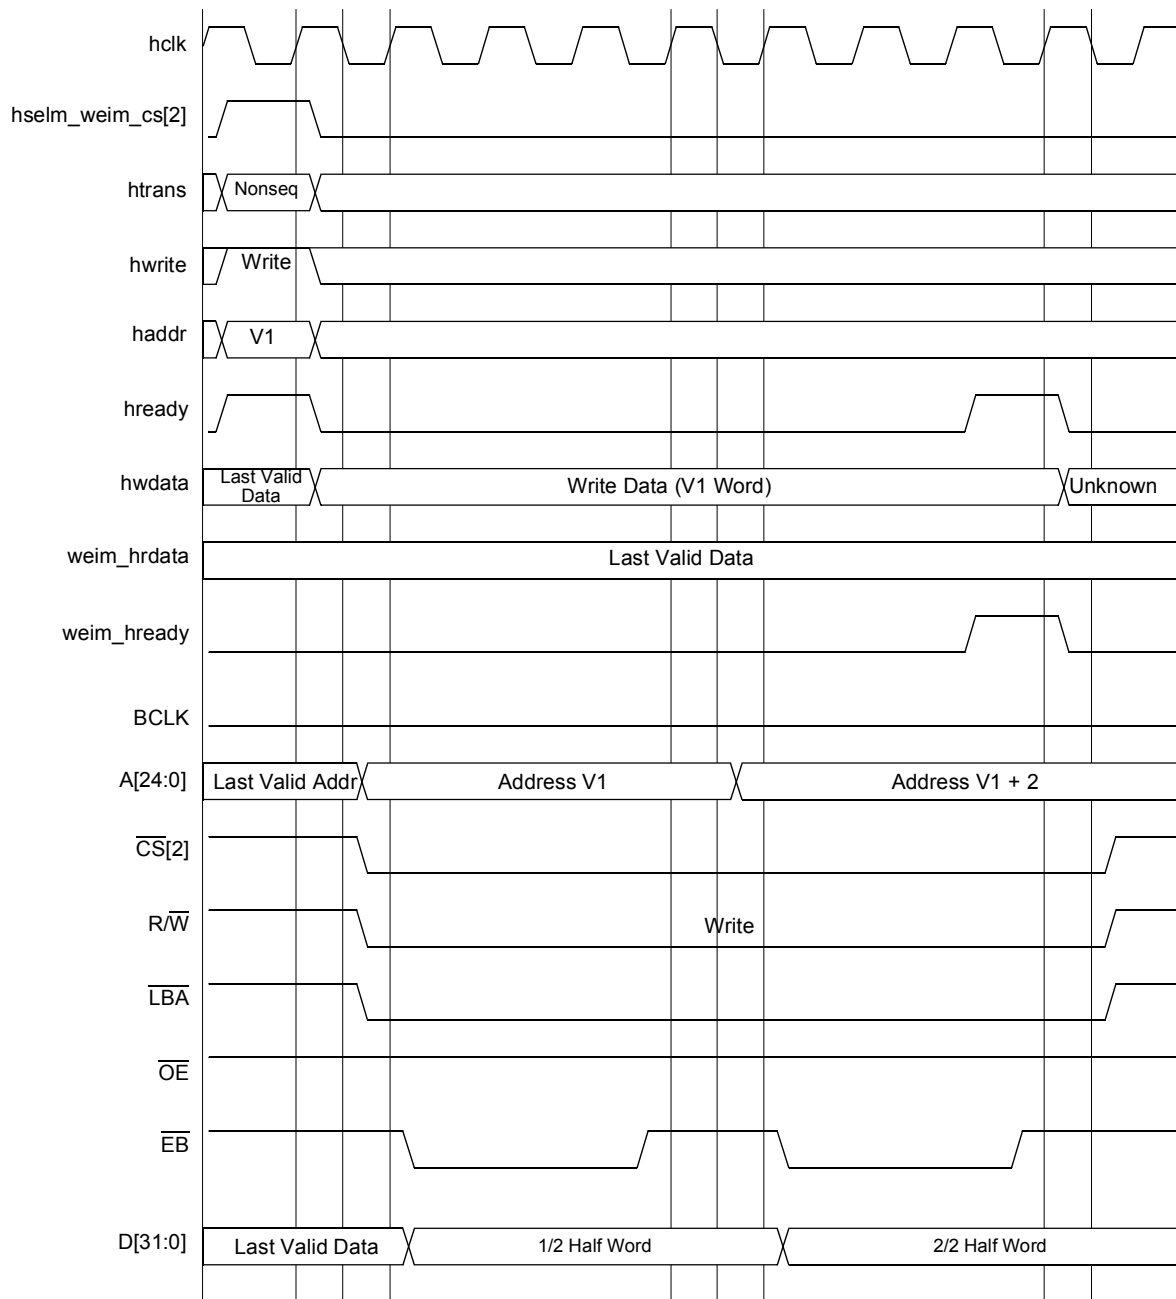 hclk
hselm_weim_cs[2]
htrans Nonseq
hwrite Write
haddr V1
hready
hwdata Last Valid Data Write Data (V1 Word) Unknown
weim_hrdata Last Valid Data
weim_hready
BCLK
A[24:0] Last Valid Addr Address V1 Address V1 + 2
CS[2]
R/W Write
LBA
OE
EB
D[31:0] Last Valid Data 1/2 Half Word 2/2 Half Word